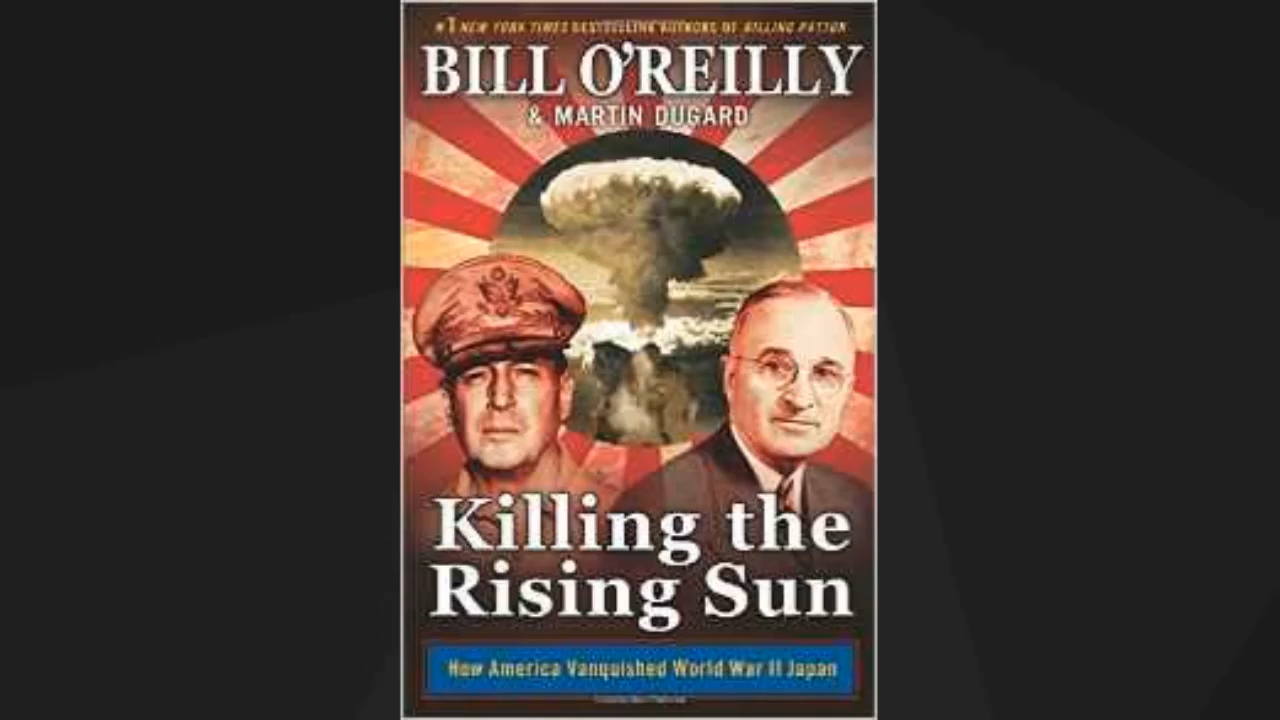 #1 NEW YORK TIMES BESTSELLING AUTHORS OF KILLING PATTON
BILL O'REILLY
& MARTIN DUGARD
Killing the
Rising Sun
How America Vanquished World War II Japan